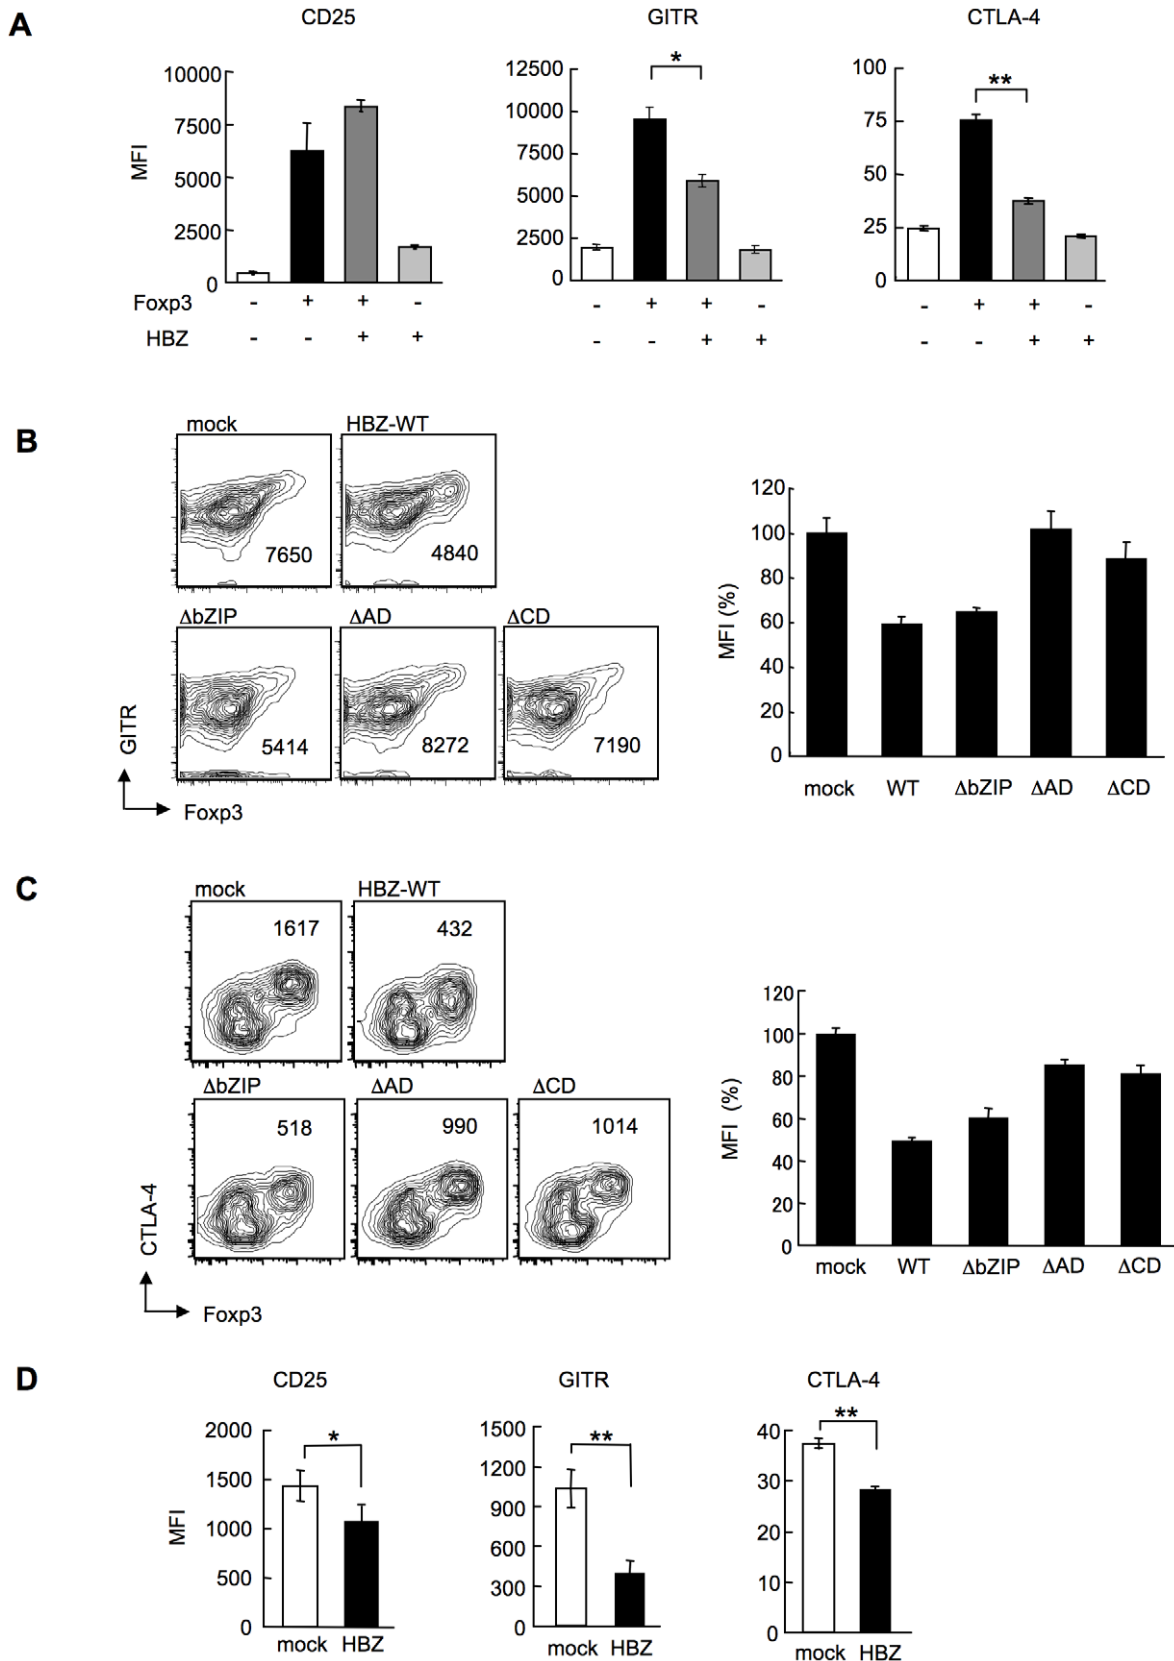 A
CD25
GITR
CTLA-4
MFI
10000
7500
5000
2500
0
12500
10000
7500
5000
2500
0
*
100
75
50
25
0
**
Foxp3 - + + - - + + - - + + -
HBZ - - + + - - + + - - + +
B
mock
HBZ-WT
7650
4840
ΔbZIP
ΔAD
ΔCD
5414
8272
7190
GITR
Foxp3
MFI (%)
120
100
80
60
40
20
0
mock WT ΔbZIP ΔAD ΔCD
C
mock
HBZ-WT
1617
432
ΔbZIP
ΔAD
ΔCD
518
990
1014
CTLA-4
Foxp3
MFI (%)
120
100
80
60
40
20
0
mock WT ΔbZIP ΔAD ΔCD
D
CD25
GITR
CTLA-4
MFI
2000
1500
1000
500
0
*
mock HBZ
1500
1200
900
600
300
0
**
mock HBZ
40
30
20
10
0
**
mock HBZ